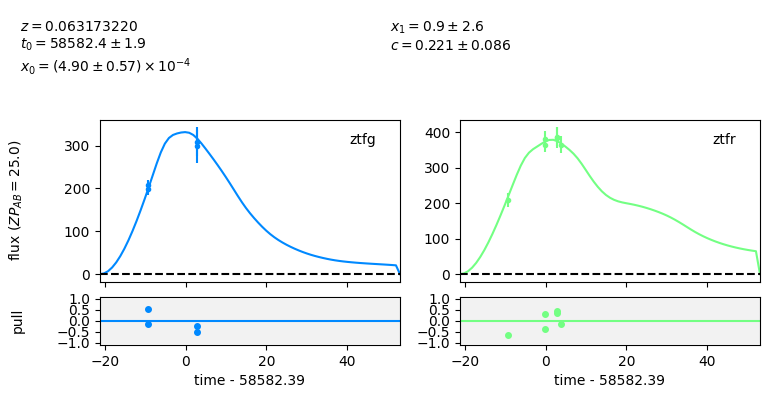 z = 0.063173220
t₀ = 58582.4 ± 1.9
x₀ = (4.90 ± 0.57) × 10⁻⁴
x₁ = 0.9 ± 2.6
c = 0.221 ± 0.086
flux (ZP_AB = 25.0)
300
200
100
0
ztfg
400
300
200
100
0
ztfr
pull
1.0
0.5
0.0
−0.5
−1.0
−20
0
20
40
time - 58582.39
1.0
0.5
0.0
−0.5
−1.0
−20
0
20
40
time - 58582.39